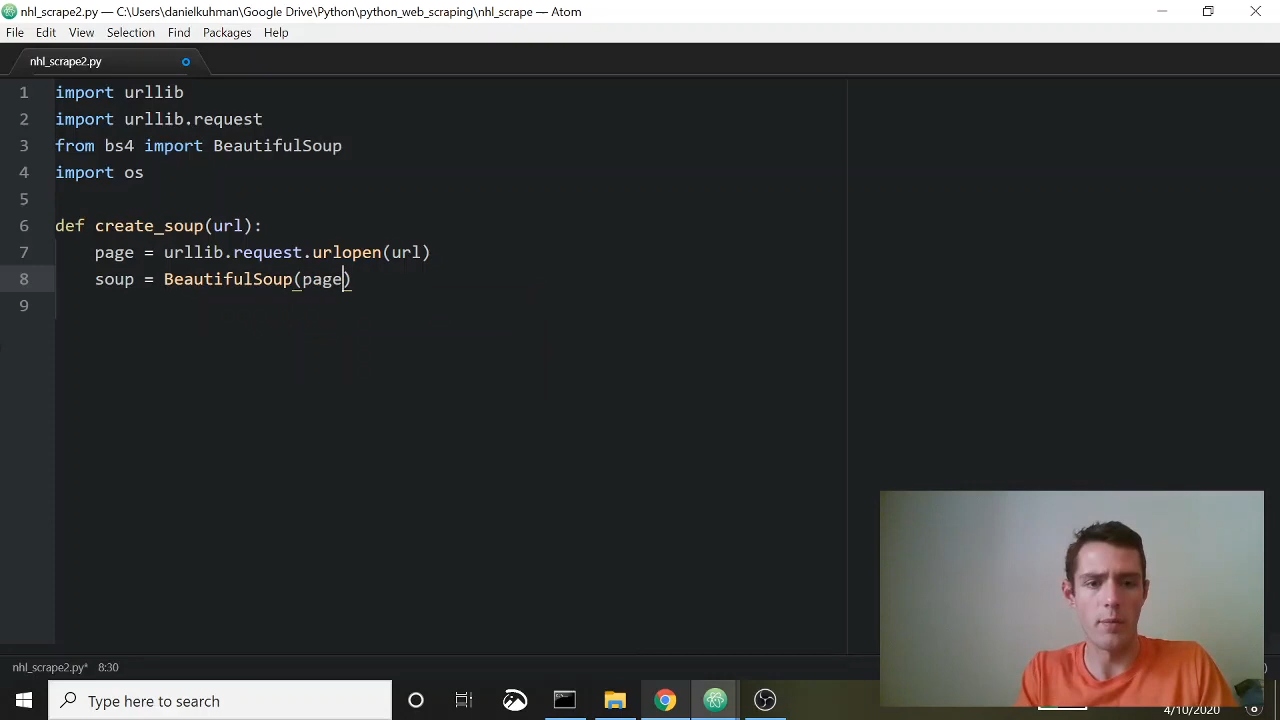 nhl_scrape2.py — C:\Users\danielkuhman\Google Drive\Python\python_web_scraping\nhl_scrape — Atom
File Edit View Selection Find Packages Help
nhl_scrape2.py
1 import urllib
2 import urllib.request
3 from bs4 import BeautifulSoup
4 import os
5
6 def create_soup(url):
7 page = urllib.request.urlopen(url)
8 soup = BeautifulSoup(page)
9
nhl_scrape2.py* 8:30
Type here to search
4/10/2020